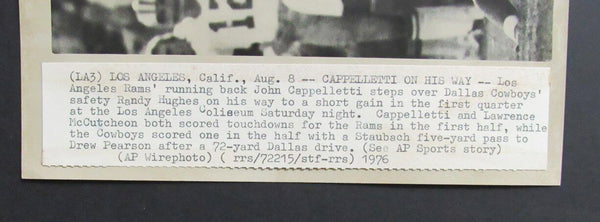 12
(LA3) LOS ANGELES, Calif., Aug. 8 -- CAPPELLETTI ON HIS WAY -- Los
Angeles Rams' running back John Cappelletti steps over Dallas Cowboys'
safety Randy Hughes on his way to a short gain in the first quarter
at the Los Angeles Coliseum Saturday night. Cappelletti and Lawrence
McCutcheon both scored touchdowns for the Rams in the first half, while
the Cowboys scored one in the half with a Staubach five-yard pass to
Drew Pearson after a 72-yard Dallas drive. (See AP Sports story)
(AP Wirephoto) ( rrs/72215/stf-rrs) 1976